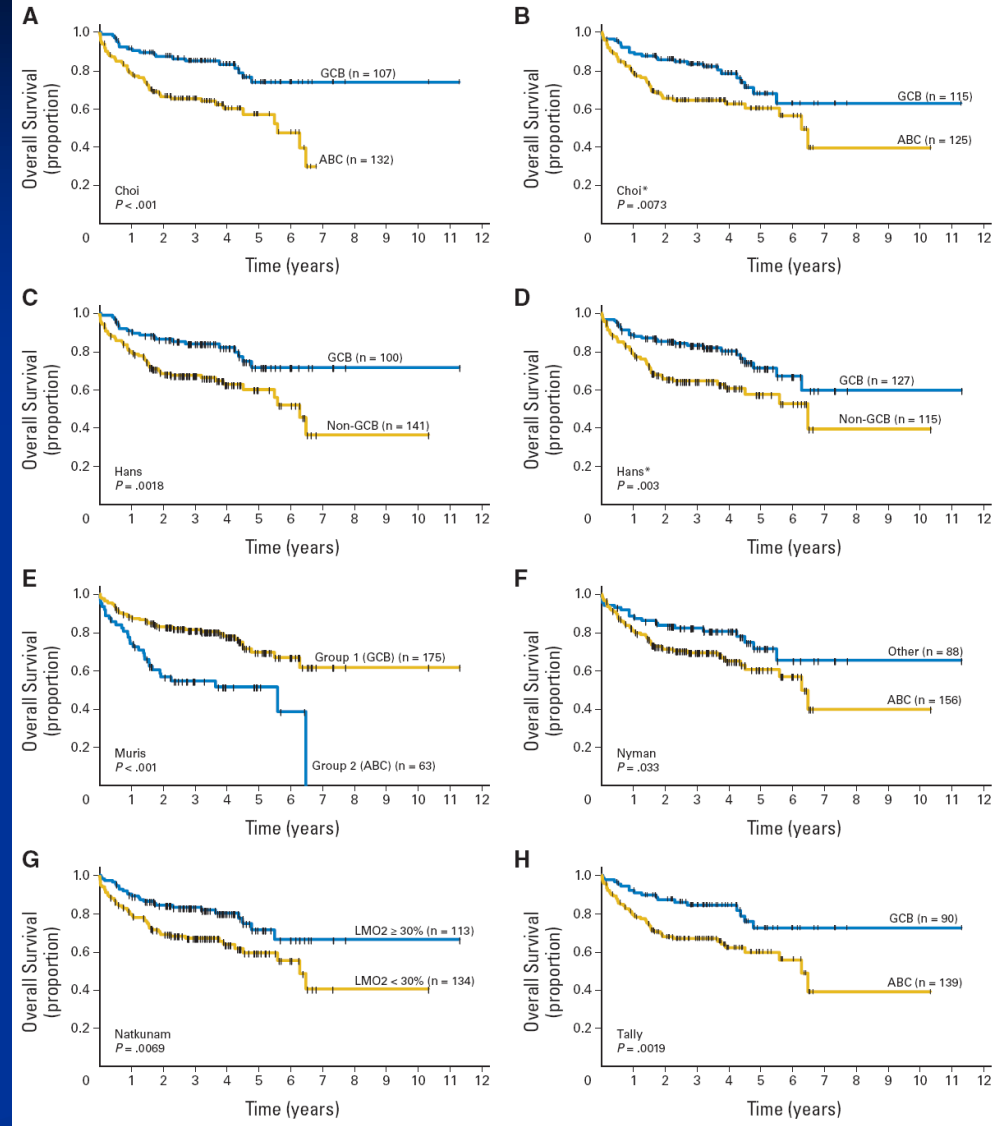 A
Overall Survival
(proportion)
1.0
0.8
0.6
0.4
0.2
GCB (n = 107)
ABC (n = 132)
Choi
P < .001
0 1 2 3 4 5 6 7 8 9 10 11 12
Time (years)
B
Overall Survival
(proportion)
1.0
0.8
0.6
0.4
0.2
GCB (n = 115)
ABC (n = 125)
Choi*
P = .0073
0 1 2 3 4 5 6 7 8 9 10 11 12
Time (years)
C
Overall Survival
(proportion)
1.0
0.8
0.6
0.4
0.2
GCB (n = 100)
Non-GCB (n = 141)
Hans
P = .0018
0 1 2 3 4 5 6 7 8 9 10 11 12
Time (years)
D
Overall Survival
(proportion)
1.0
0.8
0.6
0.4
0.2
GCB (n = 127)
Non-GCB (n = 115)
Hans*
P = .003
0 1 2 3 4 5 6 7 8 9 10 11 12
Time (years)
E
Overall Survival
(proportion)
1.0
0.8
0.6
0.4
0.2
Group 1 (GCB) (n = 175)
Group 2 (ABC) (n = 63)
Muris
P < .001
0 1 2 3 4 5 6 7 8 9 10 11 12
Time (years)
F
Overall Survival
(proportion)
1.0
0.8
0.6
0.4
0.2
Other (n = 88)
ABC (n = 156)
Nyman
P = .033
0 1 2 3 4 5 6 7 8 9 10 11 12
Time (years)
G
Overall Survival
(proportion)
1.0
0.8
0.6
0.4
0.2
LMO2 ≥ 30% (n = 113)
LMO2 < 30% (n = 134)
Natkunam
P = .0069
0 1 2 3 4 5 6 7 8 9 10 11 12
Time (years)
H
Overall Survival
(proportion)
1.0
0.8
0.6
0.4
0.2
GCB (n = 90)
ABC (n = 139)
Tally
P = .0019
0 1 2 3 4 5 6 7 8 9 10 11 12
Time (years)